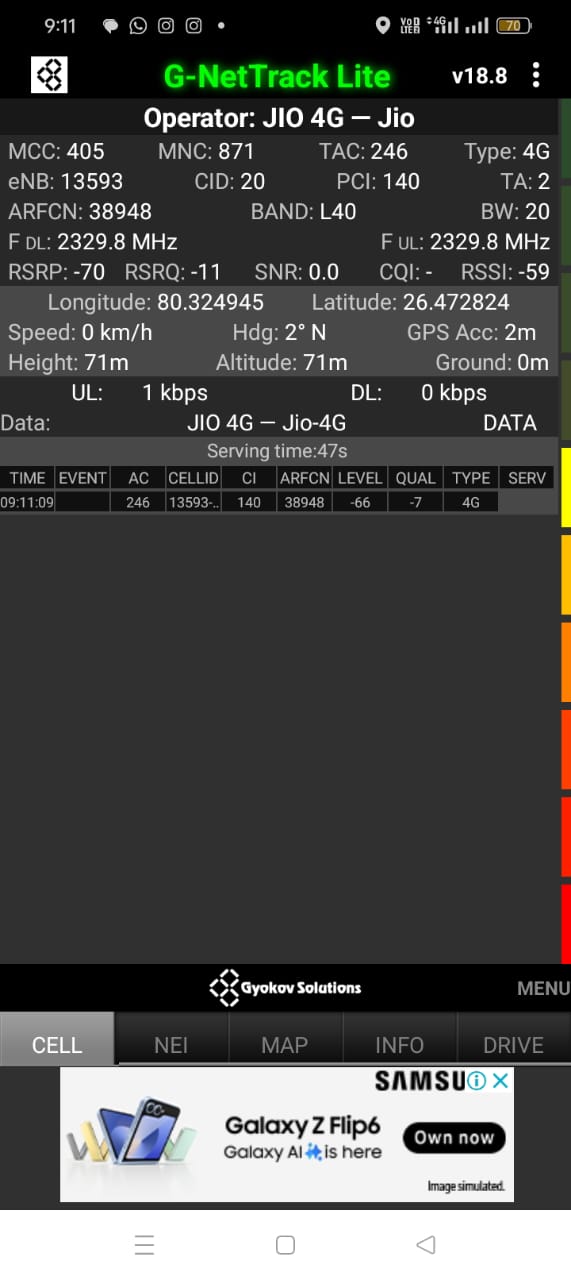 9:11 VoD LTED 4G 70
G-NetTrack Lite v18.8
Operator: JIO 4G — Jio
MCC: 405 MNC: 871 TAC: 246 Type: 4G
eNB: 13593 CID: 20 PCI: 140 TA: 2
ARFCN: 38948 BAND: L40 BW: 20
F DL: 2329.8 MHz F UL: 2329.8 MHz
RSRP: -70 RSRQ: -11 SNR: 0.0 CQI: - RSSI: -59
Longitude: 80.324945 Latitude: 26.472824
Speed: 0 km/h Hdg: 2° N GPS Acc: 2m
Height: 71m Altitude: 71m Ground: 0m
UL: 1 kbps DL: 0 kbps
Data: JIO 4G — Jio-4G DATA
Serving time:47s
TIME EVENT AC CELLID CI ARFCN LEVEL QUAL TYPE SERV
09:11:09 246 13593-.. 140 38948 -66 -7 4G
Gyokov Solutions MENU
CELL NEI MAP INFO DRIVE
SAMSU
Galaxy Z Flip6
Galaxy AI is here
Own now
Image simulated.